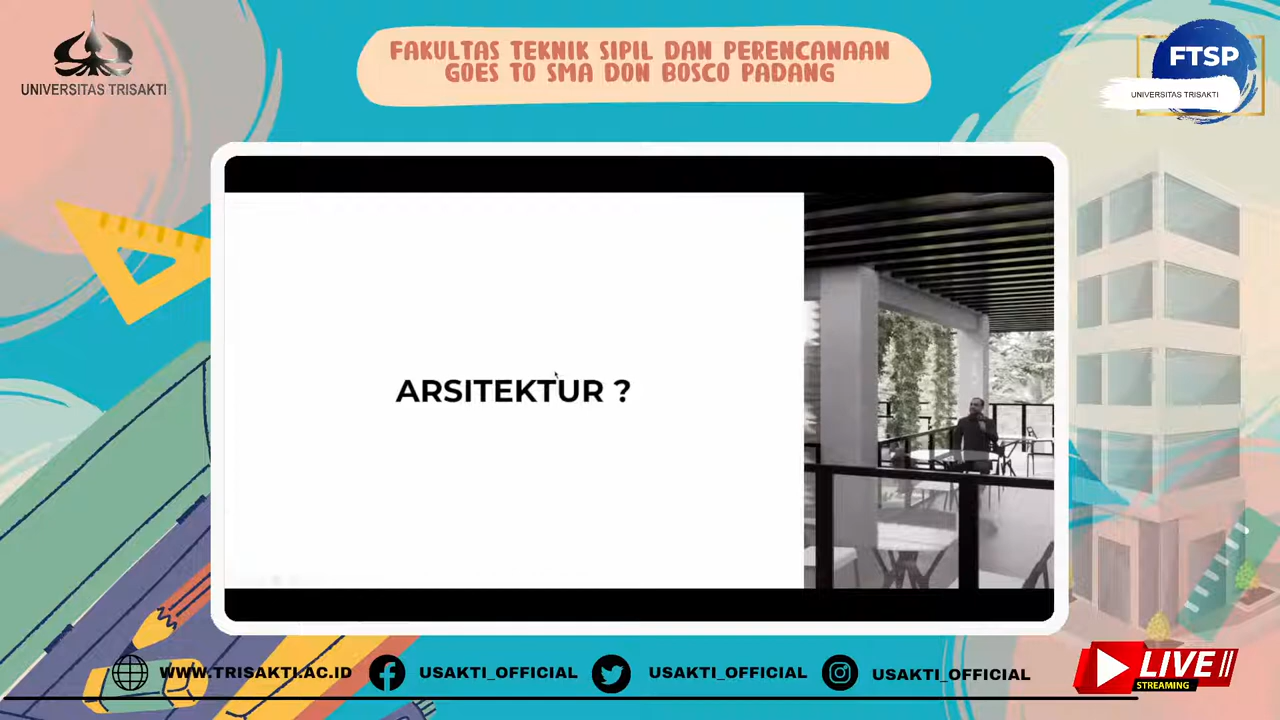 UNIVERSITAS TRISAKTI
FAKULTAS TEKNIK SIPIL DAN PERENCANAAN
GOES TO SMA DON BOSCO PADANG
FTSP
UNIVERSITAS TRISAKTI
ARSITEKTUR ?
WWW.TRISAKTI.AC.ID
USAKTI_OFFICIAL
USAKTI_OFFICIAL
USAKTI_OFFICIAL
LIVE
STREAMING